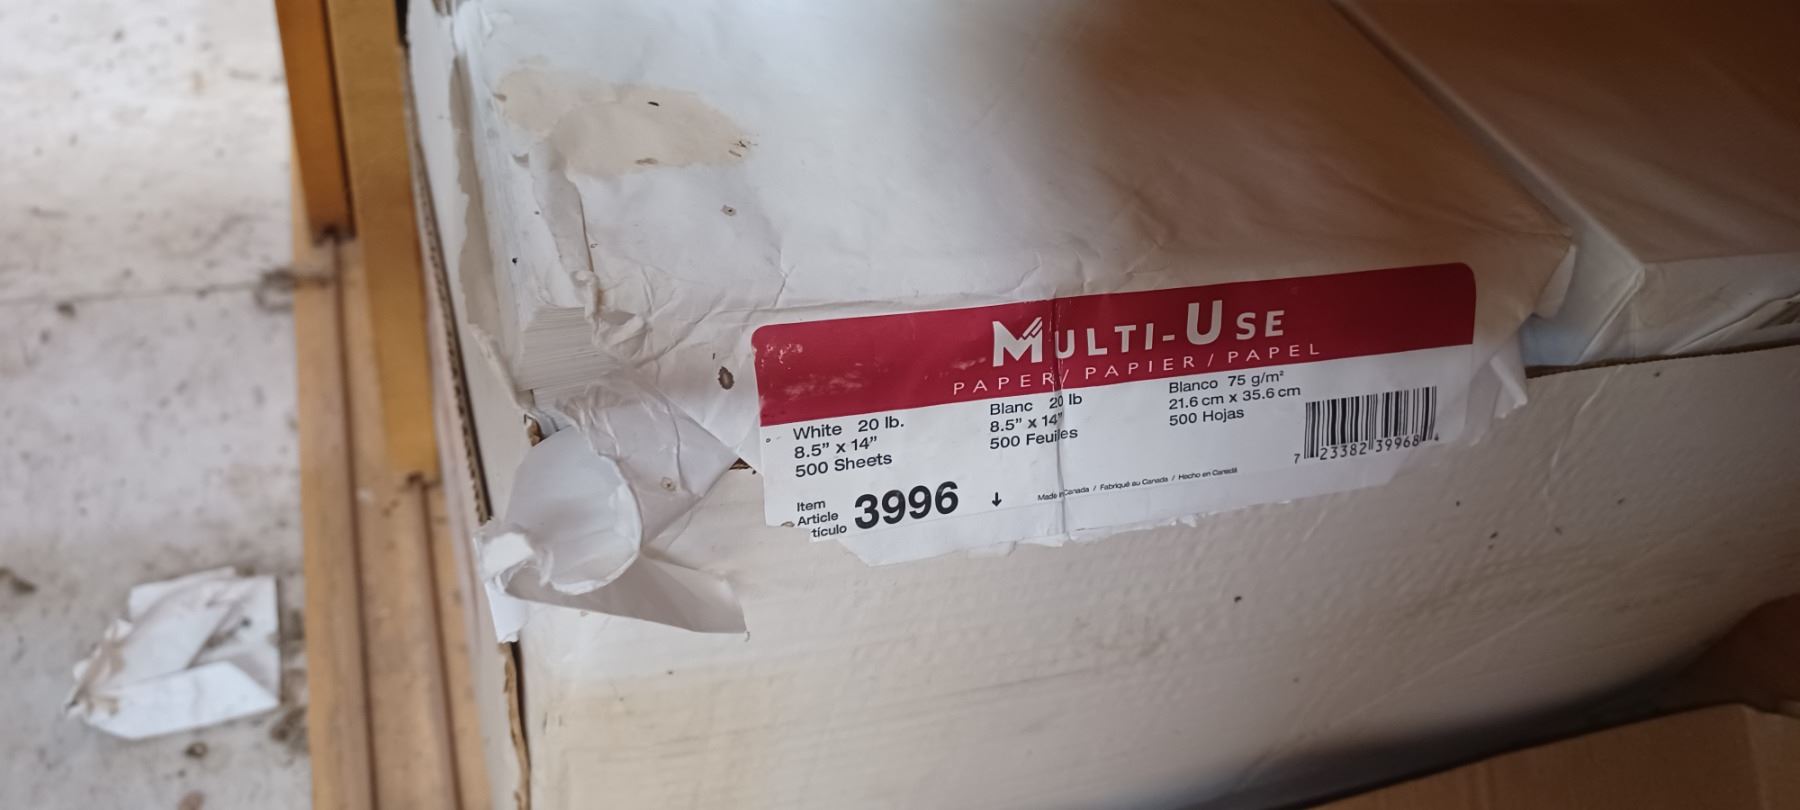 MULTI-USE
PAPER / PAPIER / PAPEL
White 20 lb.
8.5” x 14”
500 Sheets
Blanc 20 lb
8.5” x 14”
500 Feuilles
Blanco 75 g/m²
21.6 cm x 35.6 cm
500 Hojas
Item
Article
tículo
3996 ↓
Made in Canada / Fabriqué au Canada / Hecho en Canadá
7 23382 39968 4